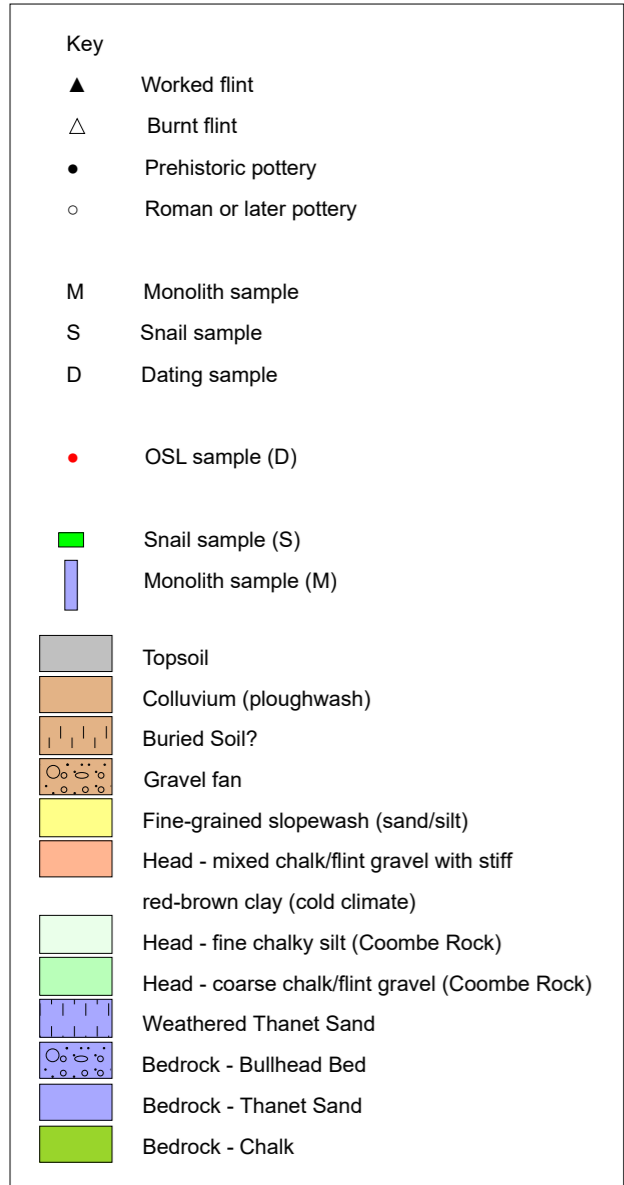 Key
Worked flint
Burnt flint
Prehistoric pottery
Roman or later pottery
M Monolith sample
S Snail sample
D Dating sample
OSL sample (D)
Snail sample (S)
Monolith sample (M)
Topsoil
Colluvium (ploughwash)
Buried Soil?
Gravel fan
Fine-grained slopewash (sand/silt)
Head - mixed chalk/flint gravel with stiff
red-brown clay (cold climate)
Head - fine chalky silt (Coombe Rock)
Head - coarse chalk/flint gravel (Coombe Rock)
Weathered Thanet Sand
Bedrock - Bullhead Bed
Bedrock - Thanet Sand
Bedrock - Chalk